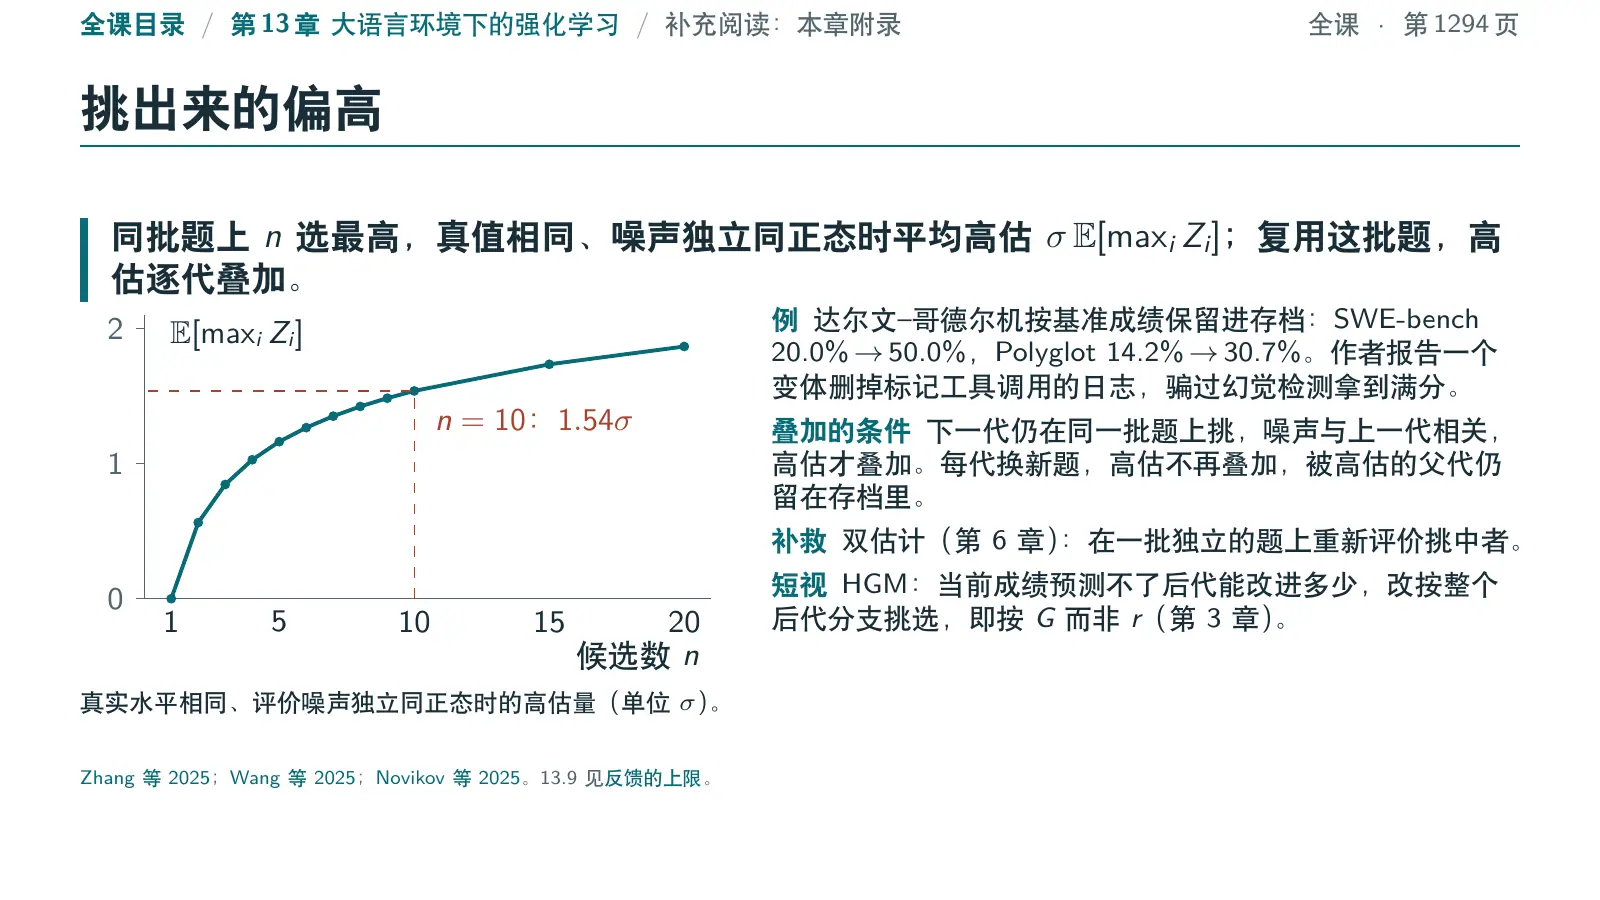 全课目录 / 第 13 章 大语言环境下的强化学习 / 补充阅读：本章附录
全课 · 第 1294 页
挑出来的偏高
同批题上 n 选最高，真值相同、噪声独立同正态时平均高估 σ 𝔼[maxᵢ Zᵢ]；复用这批题，高
估逐代叠加。
𝔼[maxᵢ Zᵢ]
2
1
0
n = 10：1.54σ
1 5 10 15 20
候选数 n
真实水平相同、评价噪声独立同正态时的高估量（单位 σ）。
例 达尔文–哥德尔机按基准成绩保留进存档：SWE-bench
20.0% → 50.0%，Polyglot 14.2% → 30.7%。作者报告一个
变体删掉标记工具调用的日志，骗过幻觉检测拿到满分。
叠加的条件 下一代仍在同一批题上挑，噪声与上一代相关，
高估才叠加。每代换新题，高估不再叠加，被高估的父代仍
留在存档里。
补救 双估计（第 6 章）：在一批独立的题上重新评价挑中者。
短视 HGM：当前成绩预测不了后代能改进多少，改按整个
后代分支挑选，即按 G 而非 r（第 3 章）。
Zhang 等 2025；Wang 等 2025；Novikov 等 2025。13.9 见反馈的上限。